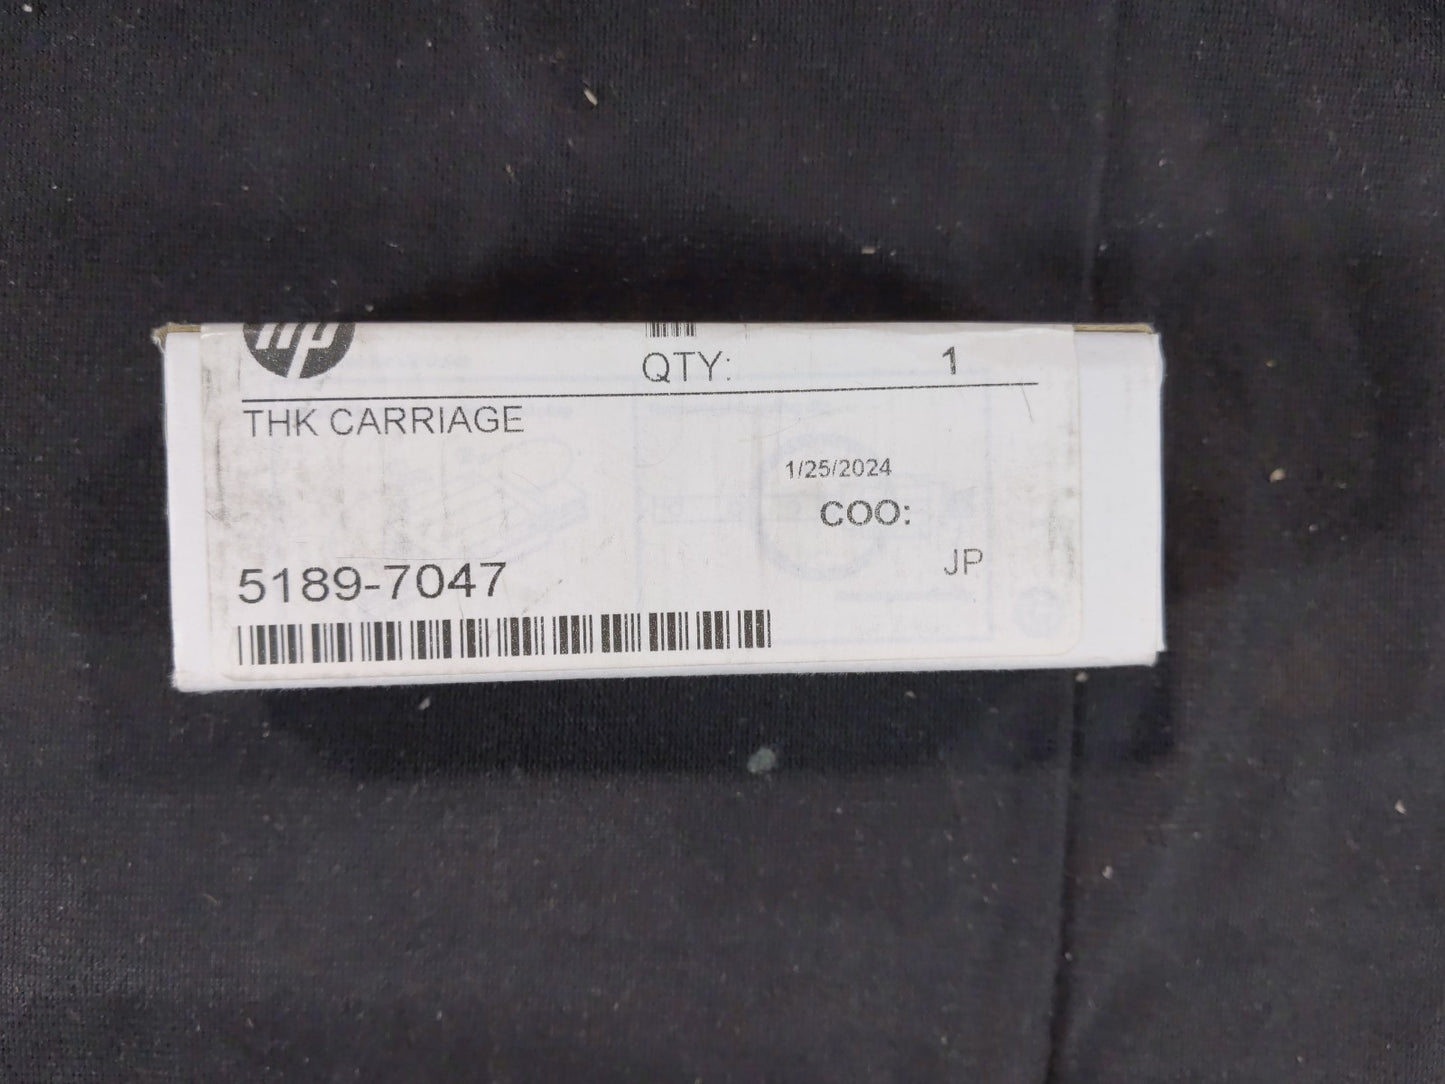 hp
QTY: 1
THK CARRIAGE
1/25/2024
COO:
JP
5189-7047